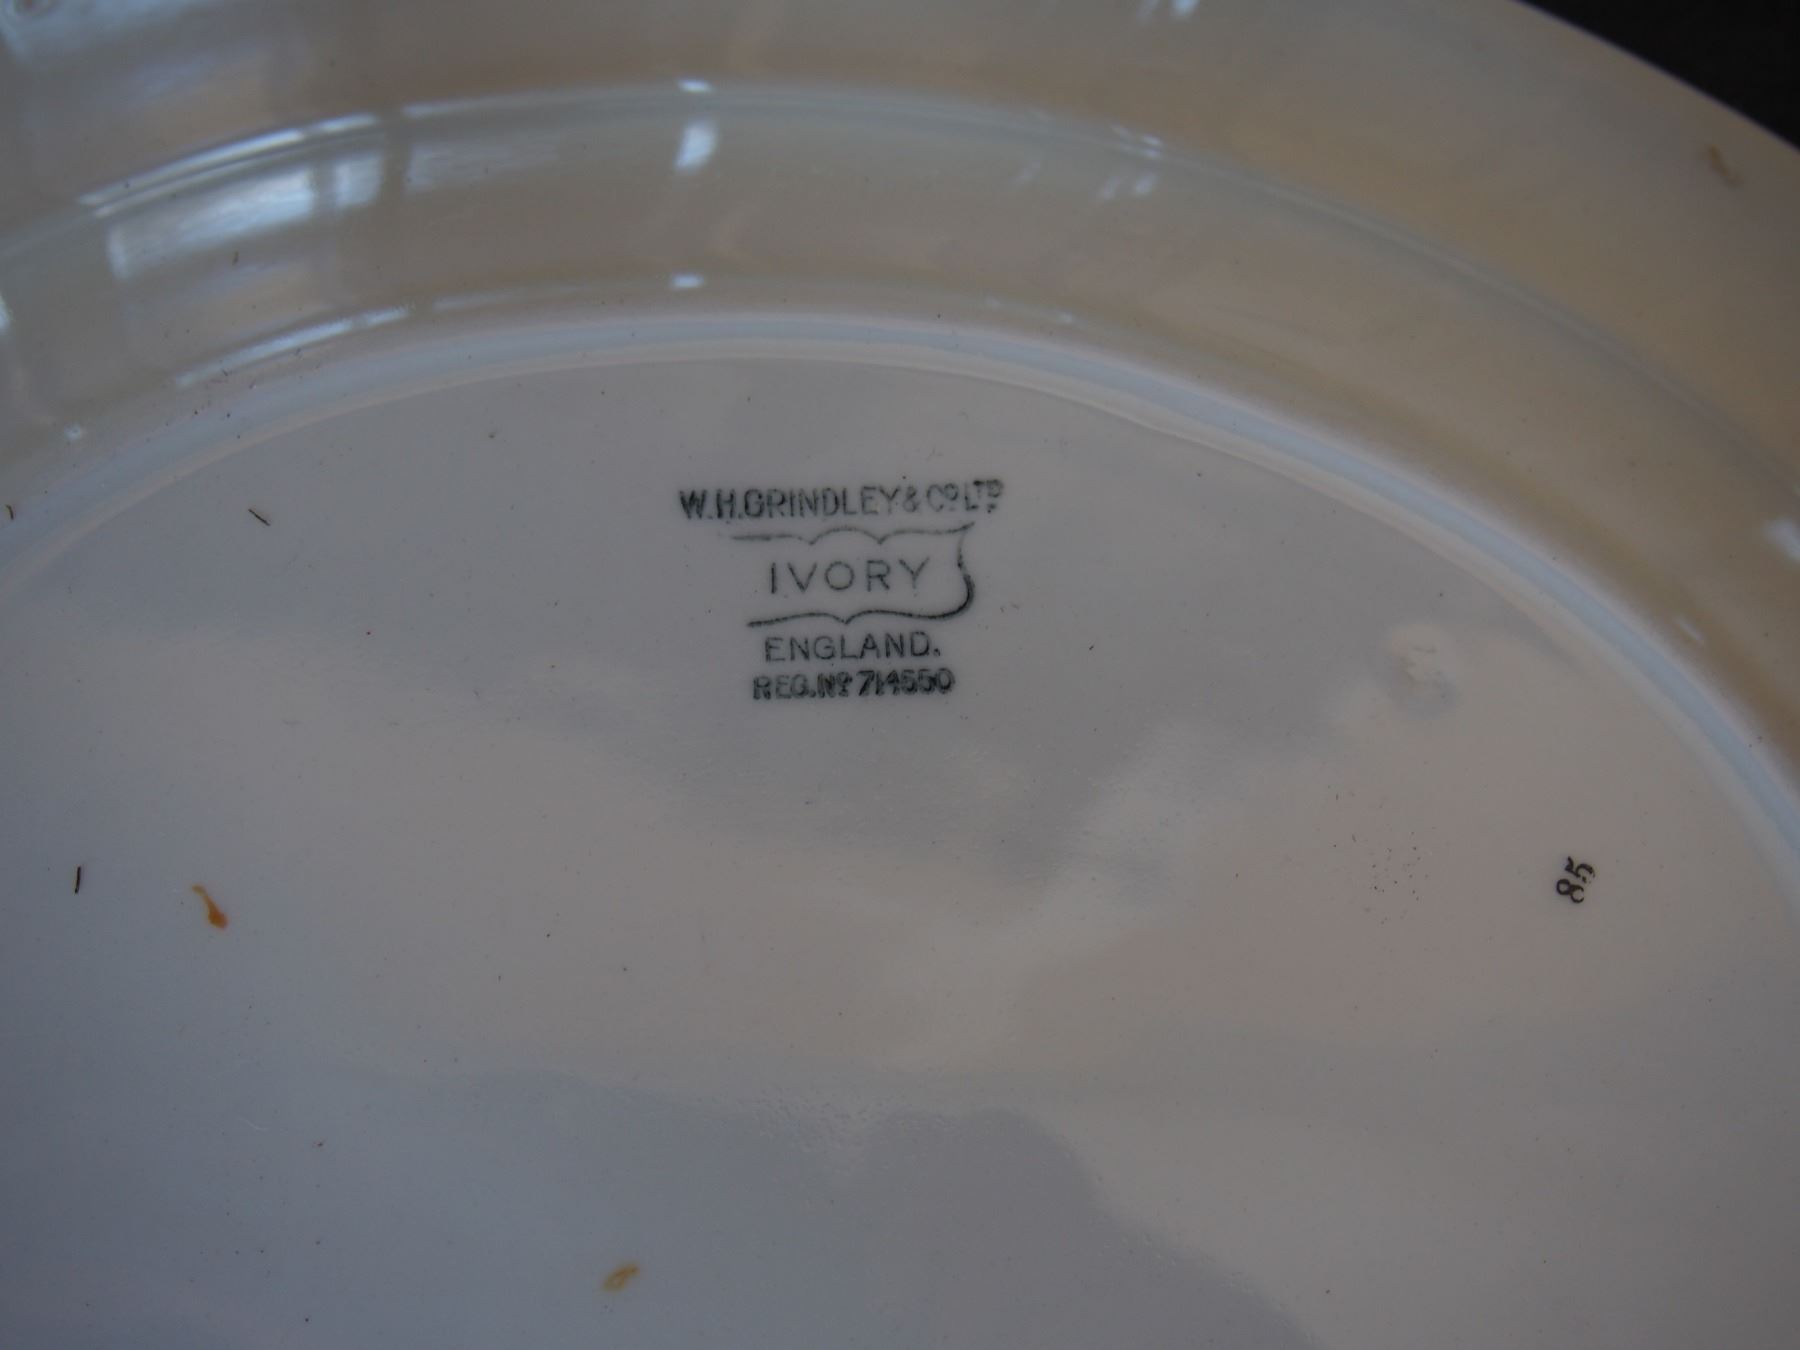 W.H.GRINDLEY & Cº LTD
IVORY
ENGLAND.
REG.Nº 714550
85